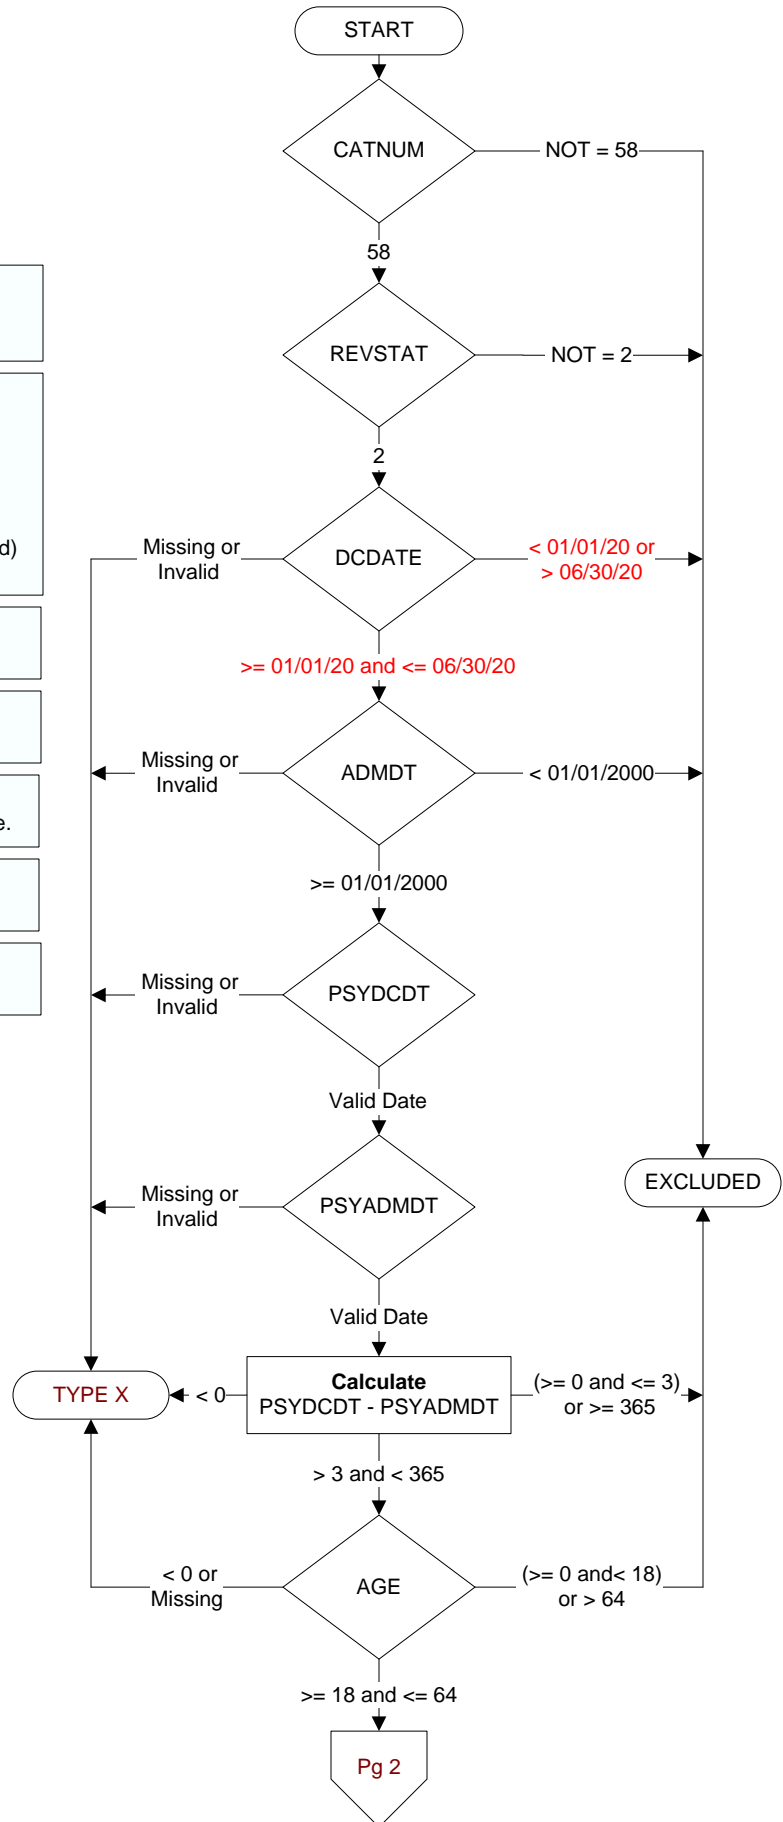 START
CATNUM
NOT = 58
58
REVSTAT
NOT = 2
2
d)
Missing or
Invalid
DCDATE
< 01/01/20 or
> 06/30/20
>= 01/01/20 and <= 06/30/20
Missing or
Invalid
ADMDT
< 01/01/2000
e.
>= 01/01/2000
Missing or
Invalid
PSYDCDT
Valid Date
Missing or
Invalid
PSYADMDT
EXCLUDED
Valid Date
TYPE X
< 0
Calculate
PSYDCDT - PSYADMDT
(>= 0 and <= 3)
or >= 365
> 3 and < 365
< 0 or
Missing
AGE
(>= 0 and< 18)
or > 64
>= 18 and <= 64
Pg 2